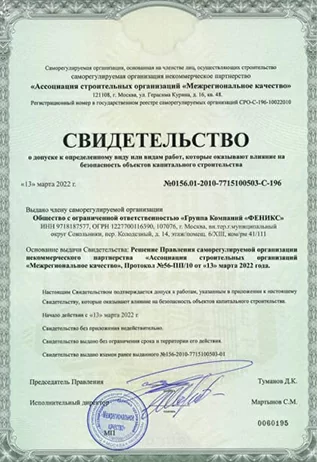 Саморегулируемая организация, основанная на членстве лиц, осуществляющих строительство
саморегулируемая организация некоммерческое партнерство
«Ассоциация строительных организаций «Межрегиональное качество»
121108, г. Москва, ул. Герасима Курина, д. 16, кв. 48.
Регистрационный номер в государственном реестре саморегулируемых организаций СРО-С-196-10022010
СВИДЕТЕЛЬСТВО
о допуске к определенному виду или видам работ, которые оказывают влияние на
безопасность объектов капитального строительства
«13» марта 2022 г.
№0156.01-2010-7715100503-С-196
Выдано члену саморегулируемой организации
Общество с ограниченной ответственностью «Группа Компаний «ФЕНИКС»
ИНН 9718187577, ОГРН 1227700116590, 107076, г. Москва, вн.тер.г.муниципальный
округ Сокольники, пер. Колодезный, д. 14, этаж/помещ. 6/XIII, ком/рм 41/111
Основание выдачи Свидетельства: Решение Правления саморегулируемой организации
некоммерческого партнерства «Ассоциация строительных организаций
«Межрегиональное качество», Протокол №56-ПП/10 от «13» марта 2022 года.
Настоящим Свидетельством подтверждается допуск к работам, указанным в приложении к настоящему
Свидетельству, которые оказывают влияние на безопасность объектов капитального строительства.
Начало действия с «13» марта 2022 г
Свидетельство без приложения недействительно.
Свидетельство выдано без ограничения срока и территории его действия.
Свидетельство выдано взамен ранее выданного №156-2010-7715100503-01
Председатель Правления
Туманов Д.К.
Исполнительный директор
Мартынов С.М.
«МЕЖРЕГИОНАЛЬНОЕ
КАЧЕСТВО»
МП
0060195